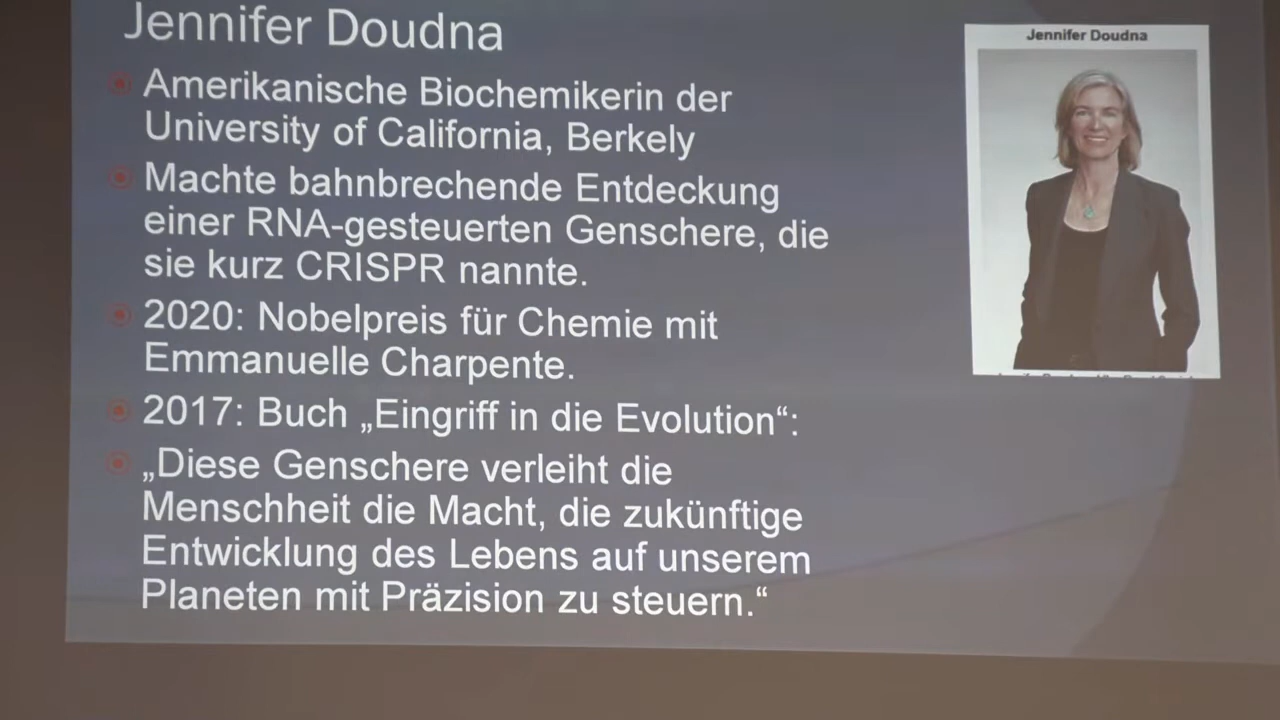 Jennifer Doudna
Amerikanische Biochemikerin der
University of California, Berkely
Machte bahnbrechende Entdeckung
einer RNA-gesteuerten Genschere, die
sie kurz CRISPR nannte.
2020: Nobelpreis für Chemie mit
Emmanuelle Charpente.
2017: Buch „Eingriff in die Evolution“:
„Diese Genschere verleiht die
Menschheit die Macht, die zukünftige
Entwicklung des Lebens auf unserem
Planeten mit Präzision zu steuern.“
Jennifer Doudna